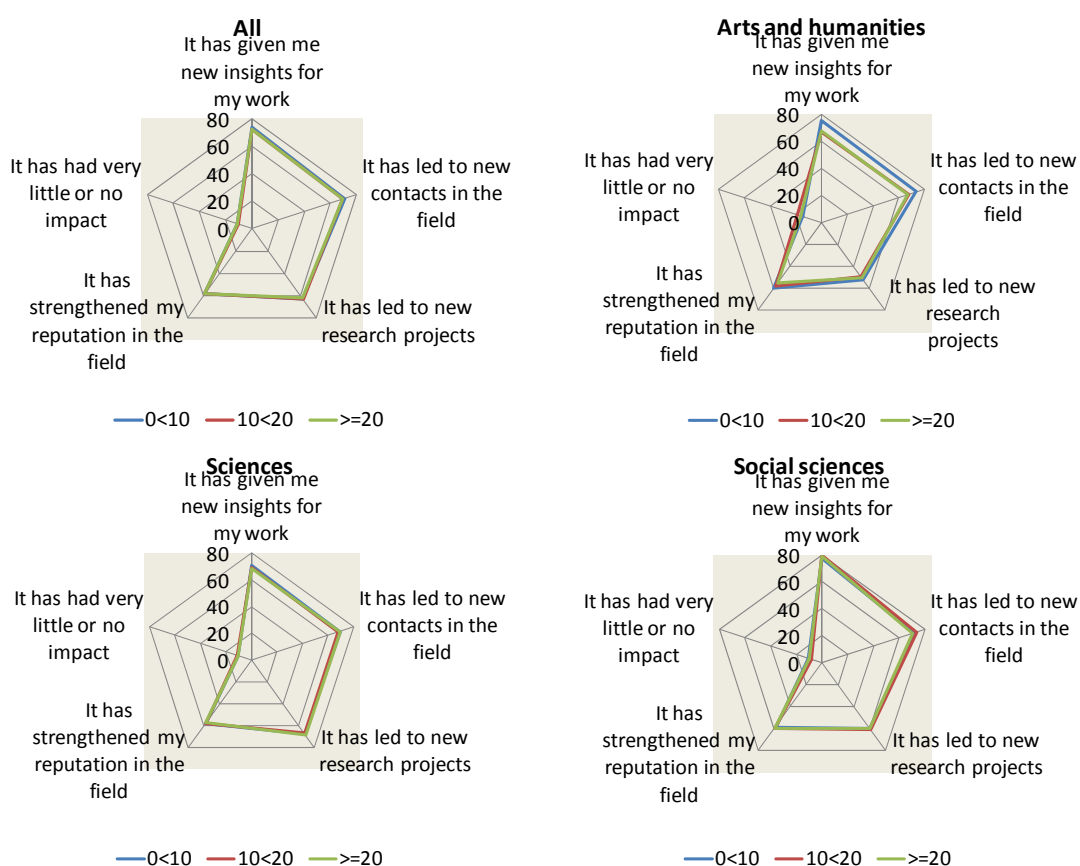 All
It has given me
new insights for
my work
80
60
40
20
0
It has led to new
contacts in the
field
It has led to new
research projects
It has
strengthened my
reputation in the
field
It has had very
little or no
impact
0<10 10<20 >=20
Arts and humanities
It has given me
new insights for
my work
80
60
40
20
0
It has led to new
contacts in the
field
It has led to new
research
projects
It has
strengthened my
reputation in the
field
It has had very
little or no
impact
0<10 10<20 >=20
Sciences
It has given me
new insights for
my work
80
60
40
20
0
It has led to new
contacts in the
field
It has led to new
research projects
It has
strengthened my
reputation in the
field
It has had very
little or no
impact
0<10 10<20 >=20
Social sciences
It has given me
new insights for
my work
80
60
40
20
0
It has led to new
contacts in the
field
It has led to new
research projects
It has
strengthened my
reputation in the
field
It has had very
little or no
impact
0<10 10<20 >=20